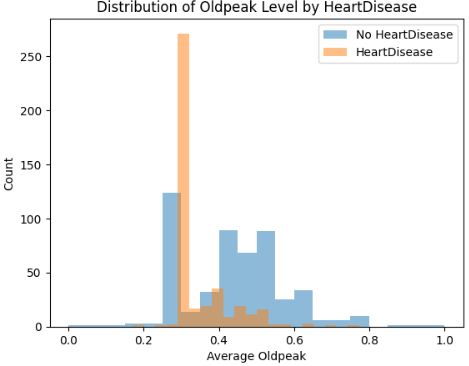 Distribution of Oldpeak Level by HeartDisease
No HeartDisease
HeartDisease
250
200
150
100
50
0
Count
0.0 0.2 0.4 0.6 0.8 1.0
Average Oldpeak